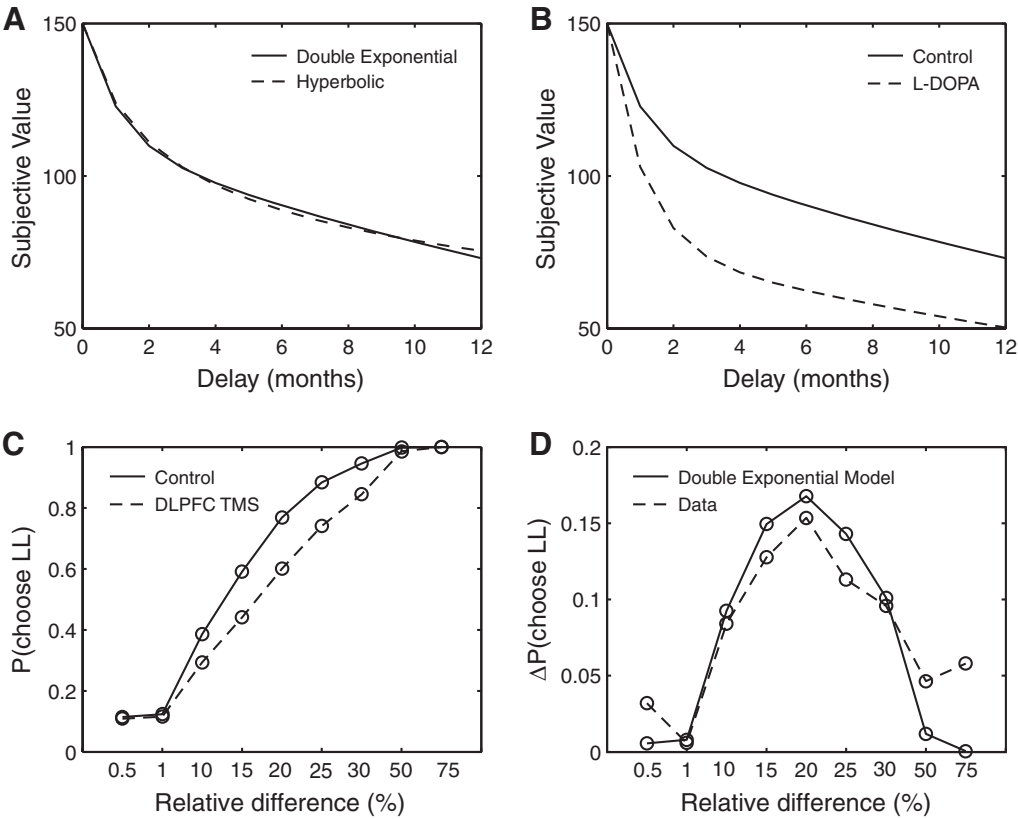 A
150
100
50
0 2 4 6 8 10 12
Subjective Value
Delay (months)
Double Exponential
Hyperbolic
B
150
100
50
0 2 4 6 8 10 12
Subjective Value
Delay (months)
Control
L-DOPA
C
1
0.8
0.6
0.4
0.2
0
0.5 1 10 15 20 25 30 50 75
P(choose LL)
Relative difference (%)
Control
DLPFC TMS
D
0.2
0.15
0.1
0.05
0
0.5 1 10 15 20 25 30 50 75
ΔP(choose LL)
Relative difference (%)
Double Exponential Model
Data